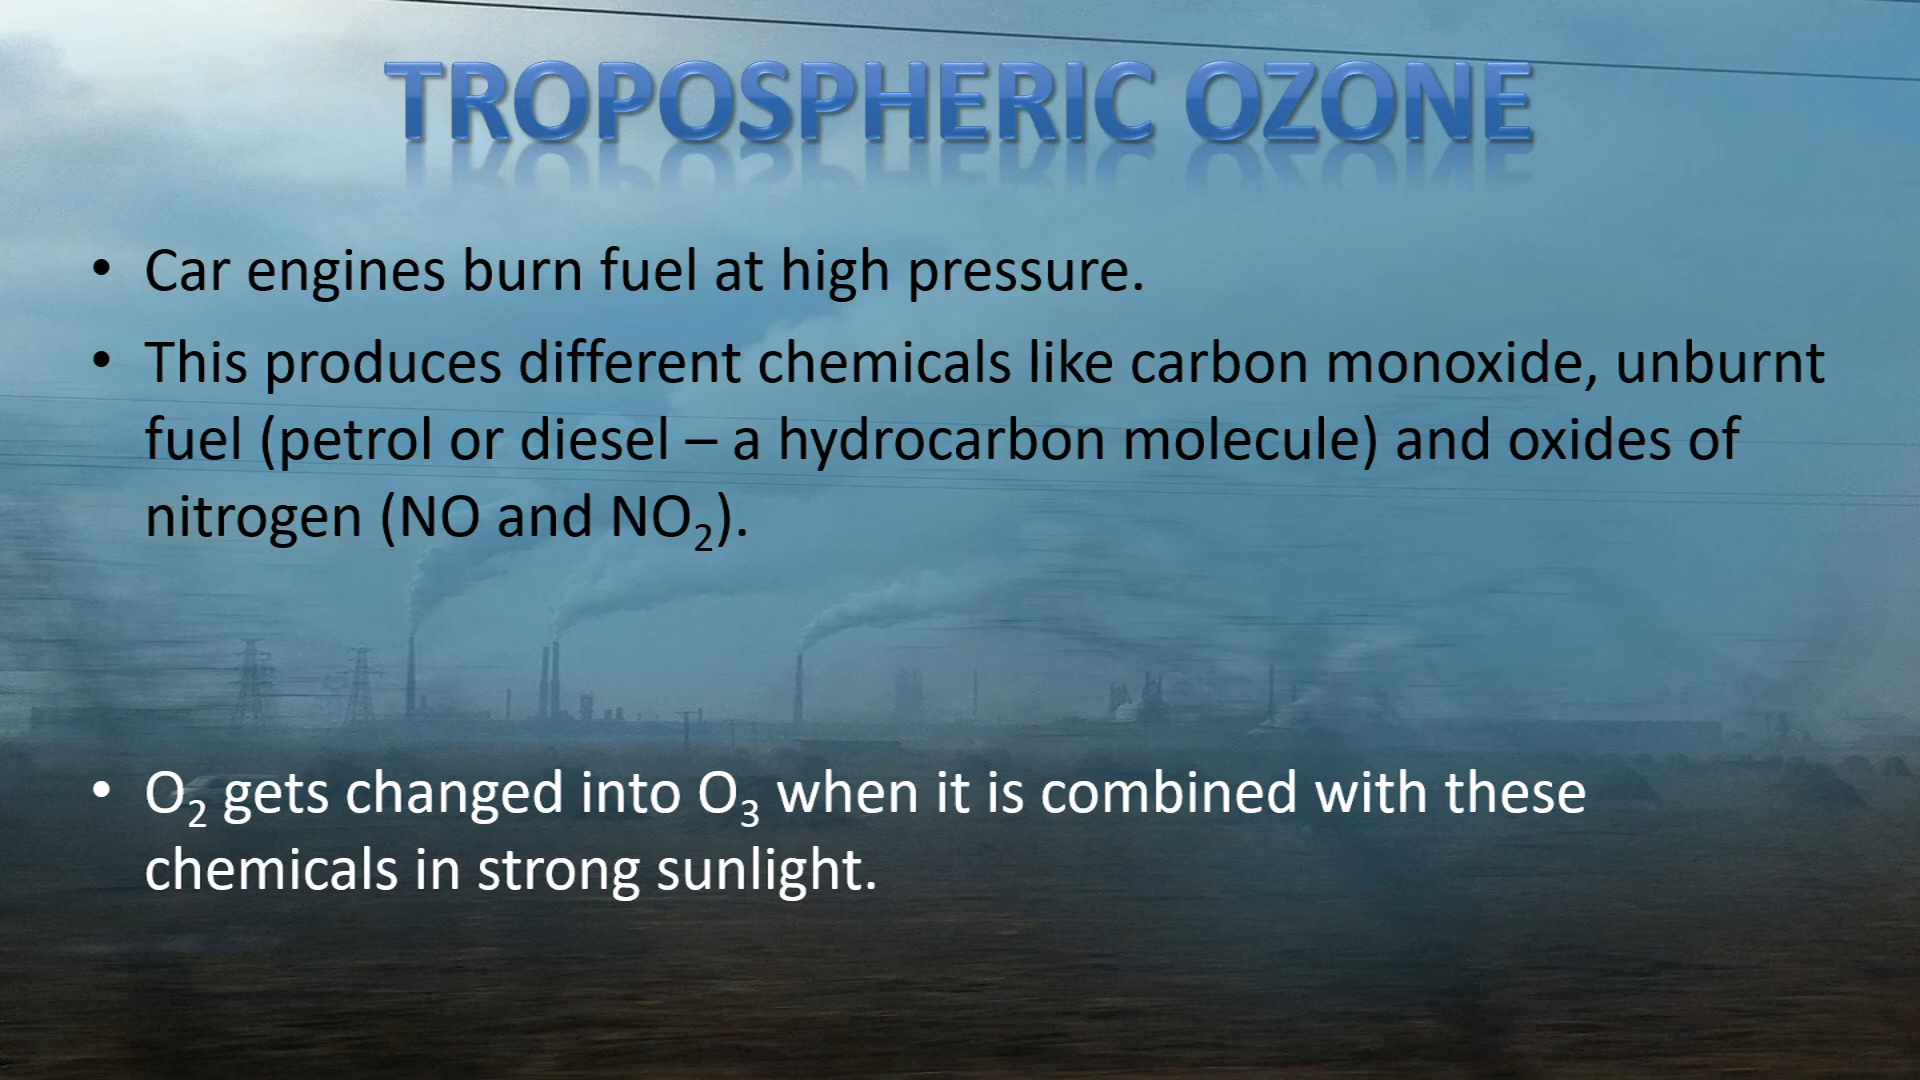 TROPOSPHERIC OZONE
• Car engines burn fuel at high pressure.
• This produces different chemicals like carbon monoxide, unburnt
fuel (petrol or diesel – a hydrocarbon molecule) and oxides of
nitrogen (NO and NO₂).
• O₂ gets changed into O₃ when it is combined with these
chemicals in strong sunlight.